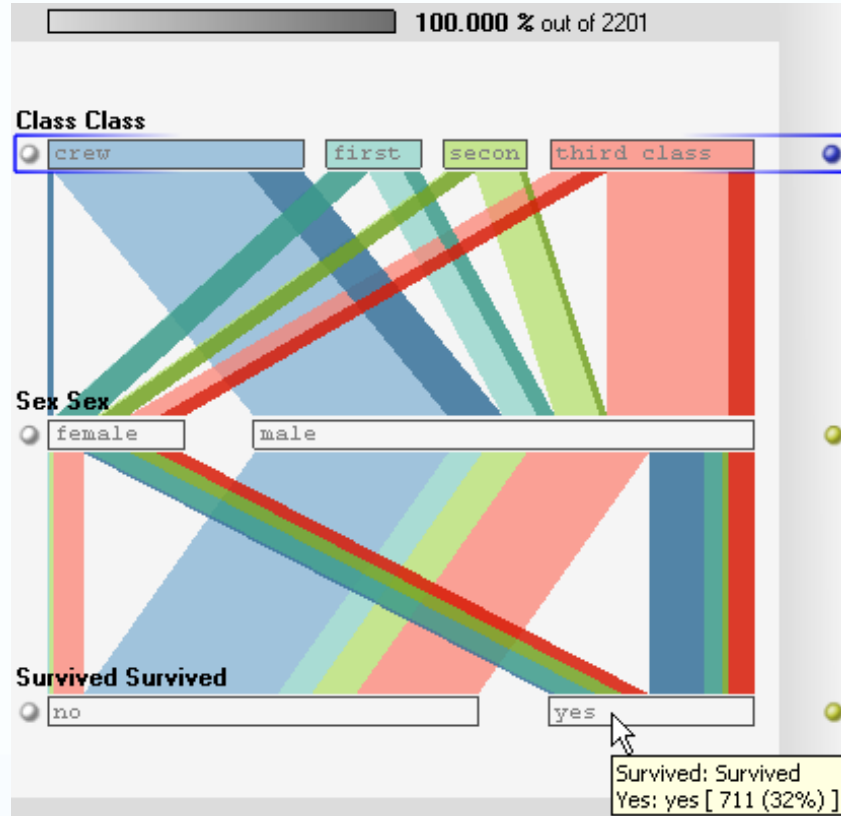 100.000 % out of 2201
Class Class
crew first secon third class
Sex Sex
female male
Survived Survived
no yes
Survived: Survived
Yes: yes [ 711 (32%) ]